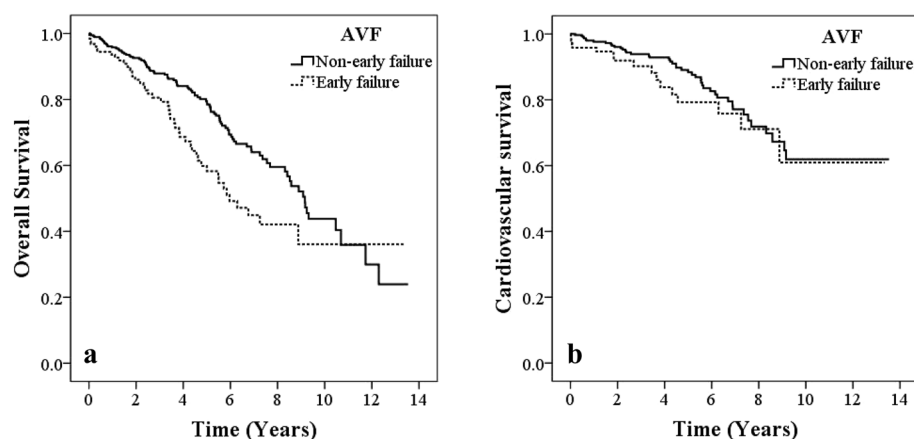 AVF
Non-early failure
Early failure
Overall Survival
1.0
0.8
0.6
0.4
0.2
0.0
a
0 2 4 6 8 10 12 14
Time (Years)
AVF
Non-early failure
Early failure
Cardiovascular survival
1.0
0.8
0.6
0.4
0.2
0.0
b
0 2 4 6 8 10 12 14
Time (Years)